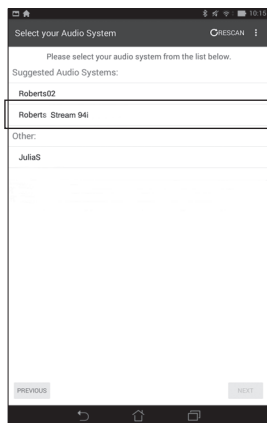 10:15
Select your Audio System
RESCAN
Please select your audio system from the list below.
Suggested Audio Systems:
Roberts02
Roberts Stream 94i
Other:
JuliaS
PREVIOUS
NEXT